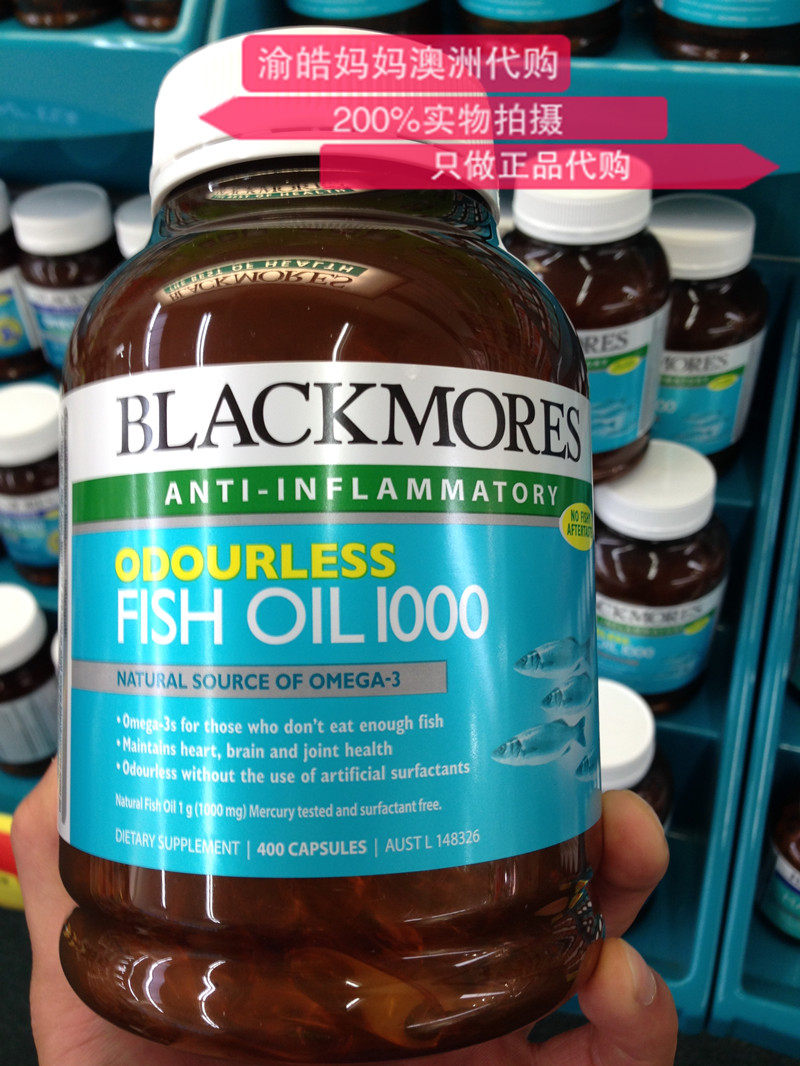 渝皓妈妈澳洲代购
200%实物拍摄
只做正品代购
BLACKMORES
ANTI-INFLAMMATORY
NO FISHY
ODOURLESS
FISH OIL 1000
NATURAL SOURCE OF OMEGA-3
• Omega-3s for those who don't eat enough fish
• Maintains heart, brain and joint health
• Odourless without the use of artificial surfactants
Natural Fish Oil 1 g (1000 mg) Mercury tested and surfactant free.
DIETARY SUPPLEMENT | 400 CAPSULES | AUST L 148326